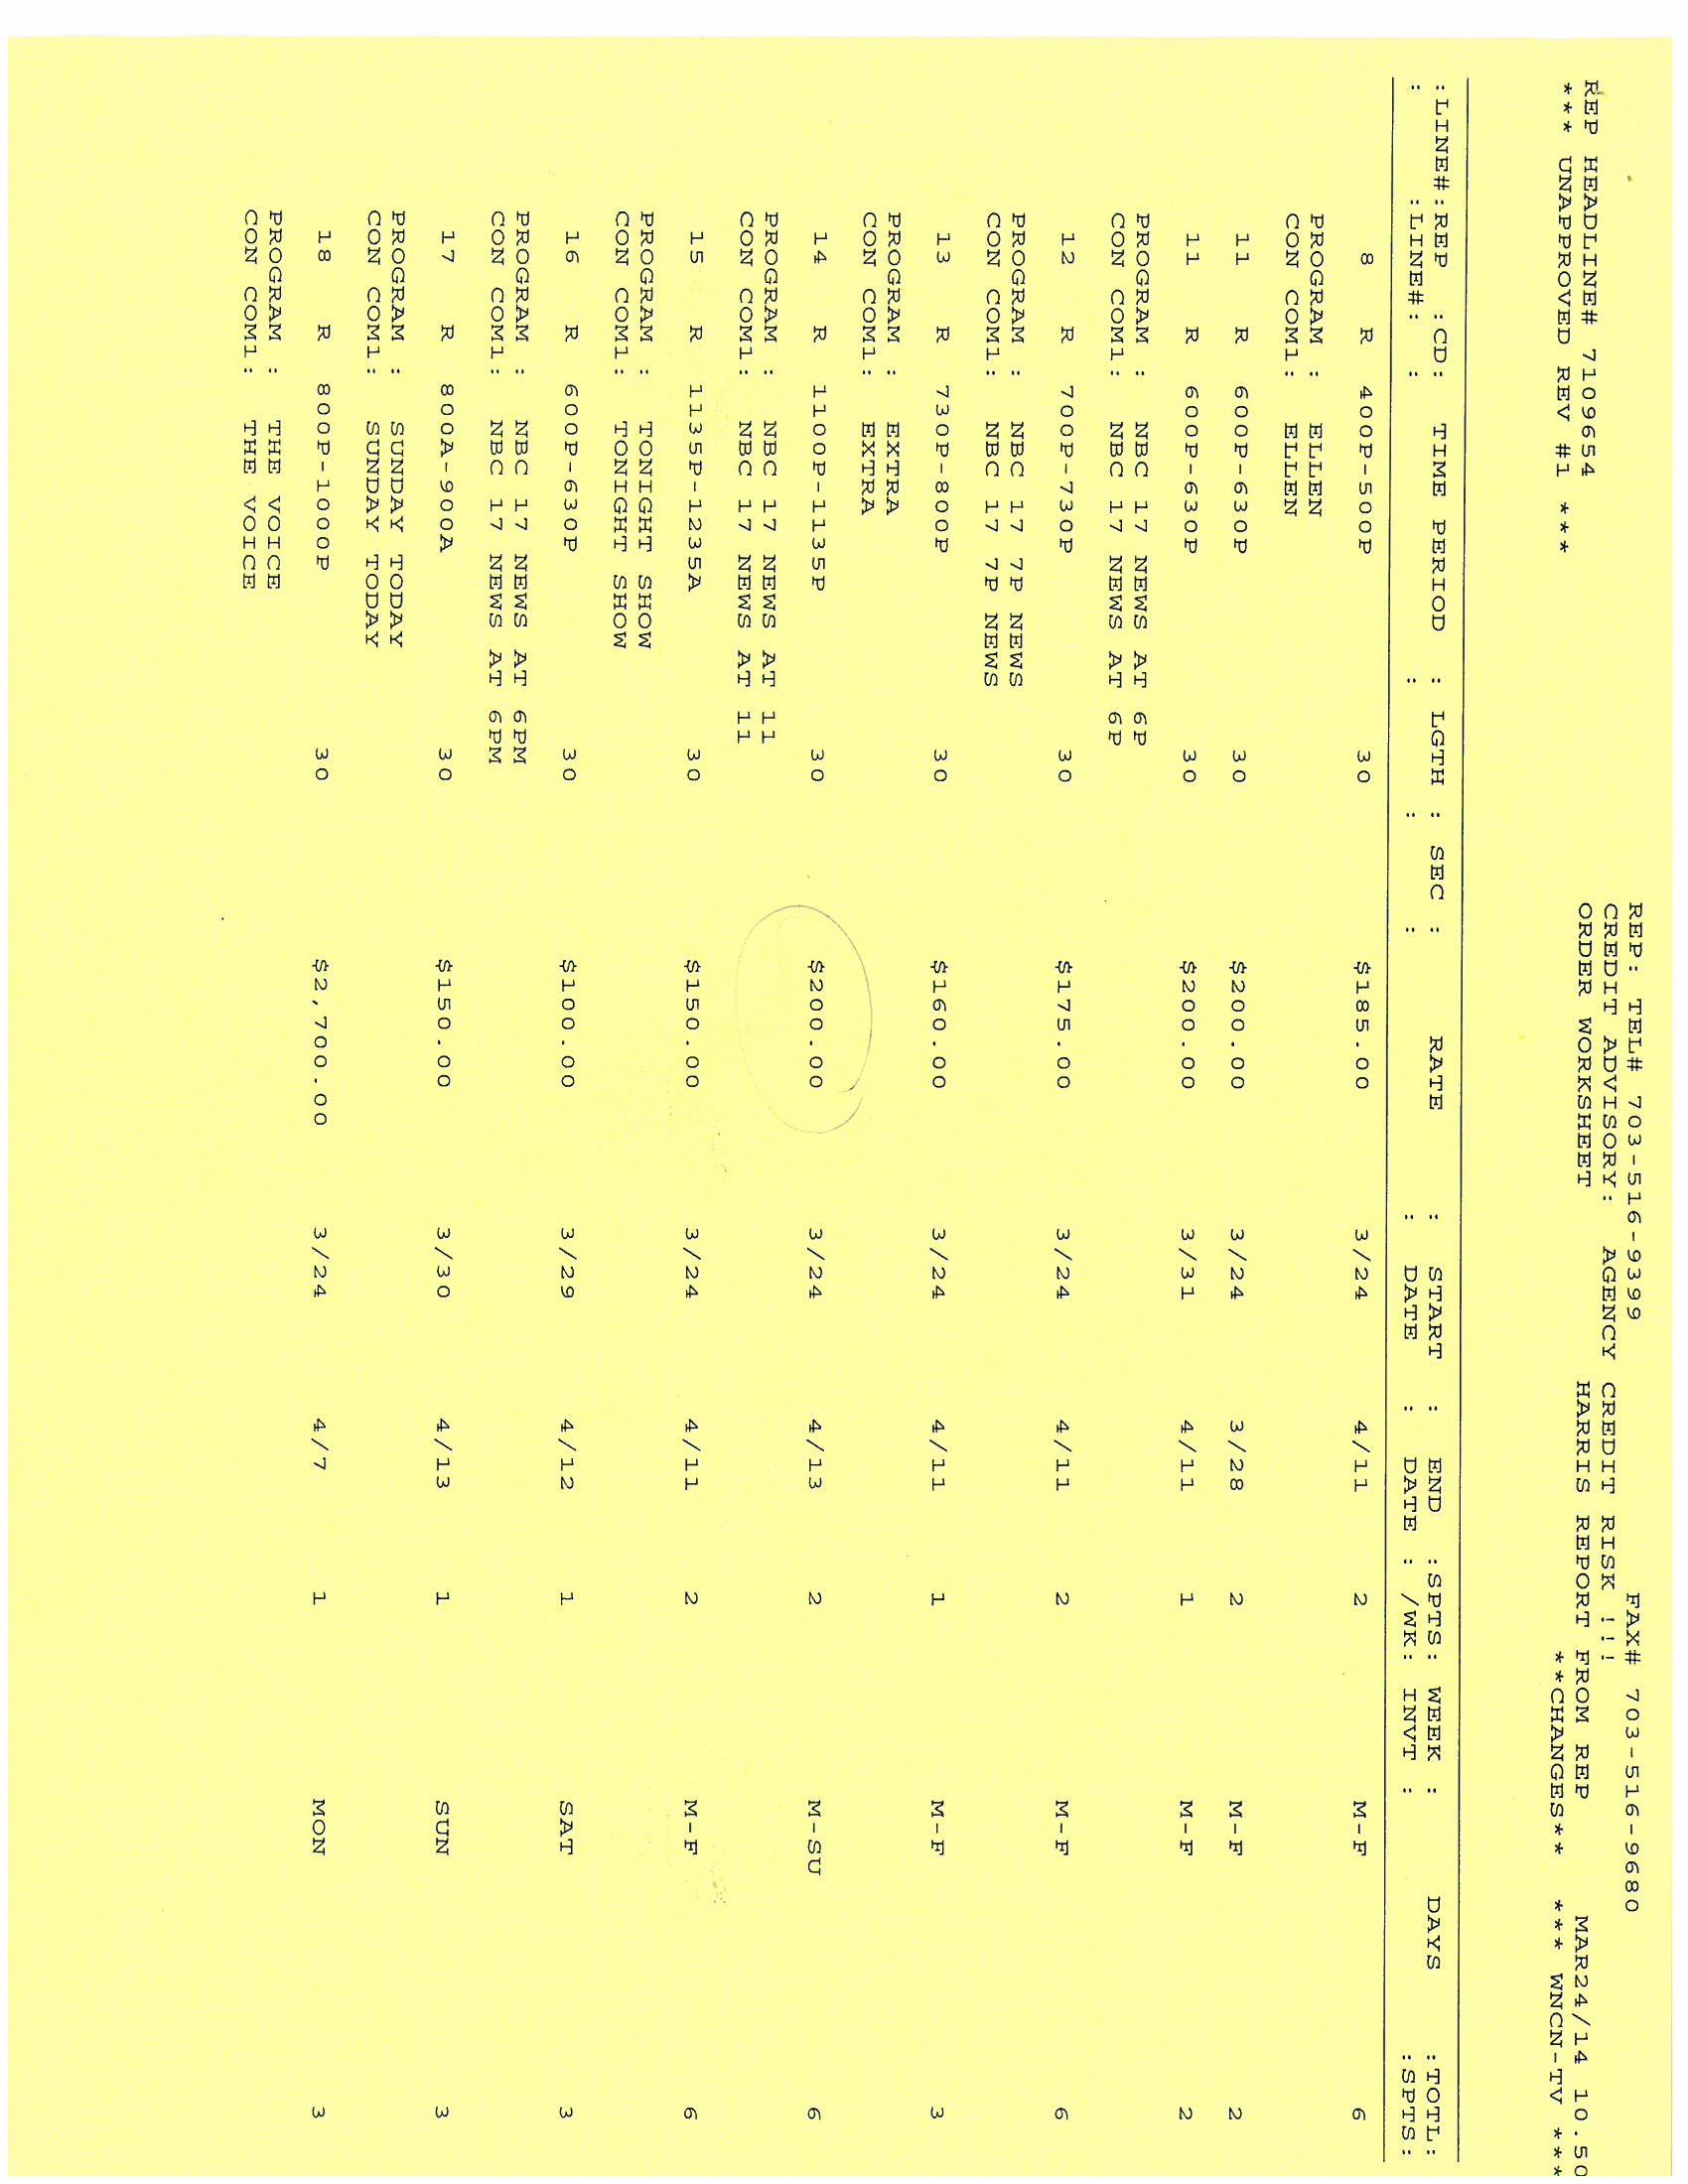 REP: TEL# 703-516-9399 FAX# 703-516-9680
CREDIT ADVISORY: AGENCY CREDIT RISK !!!
REP HEADLINE# 7109654 ORDER WORKSHEET HARRIS REPORT FROM REP MAR24/14 10.50
*** UNAPPROVED REV #1 *** **CHANGES** *** WNCN-TV ***
:LINE#:REP :CD: TIME PERIOD : LGTH : SEC : RATE : START : END :SPTS: WEEK : DAYS :TOTL:
: :LINE#: : : : : DATE : DATE : /WK: INVT : :SPTS:
8 R 400P-500P 30 $185.00 3/24 4/11 2 M-F 6
PROGRAM : ELLEN
CON COM1: ELLEN
11 R 600P-630P 30 $200.00 3/24 3/28 2 M-F 2
11 R 600P-630P 30 $200.00 3/31 4/11 1 M-F 2
PROGRAM : NBC 17 NEWS AT 6P
CON COM1: NBC 17 NEWS AT 6P
12 R 700P-730P 30 $175.00 3/24 4/11 2 M-F 6
PROGRAM : NBC 17 7P NEWS
CON COM1: NBC 17 7P NEWS
13 R 730P-800P 30 $160.00 3/24 4/11 1 M-F 3
PROGRAM : EXTRA
CON COM1: EXTRA
14 R 1100P-1135P 30 $200.00 3/24 4/13 2 M-SU 6
PROGRAM : NBC 17 NEWS AT 11
CON COM1: NBC 17 NEWS AT 11
15 R 1135P-1235A 30 $150.00 3/24 4/11 2 M-F 6
PROGRAM : TONIGHT SHOW
CON COM1: TONIGHT SHOW
16 R 600P-630P 30 $100.00 3/29 4/12 1 SAT 3
PROGRAM : NBC 17 NEWS AT 6PM
CON COM1: NBC 17 NEWS AT 6PM
17 R 800A-900A 30 $150.00 3/30 4/13 1 SUN 3
PROGRAM : SUNDAY TODAY
CON COM1: SUNDAY TODAY
18 R 800P-1000P 30 $2,700.00 3/24 4/7 1 MON 3
PROGRAM : THE VOICE
CON COM1: THE VOICE